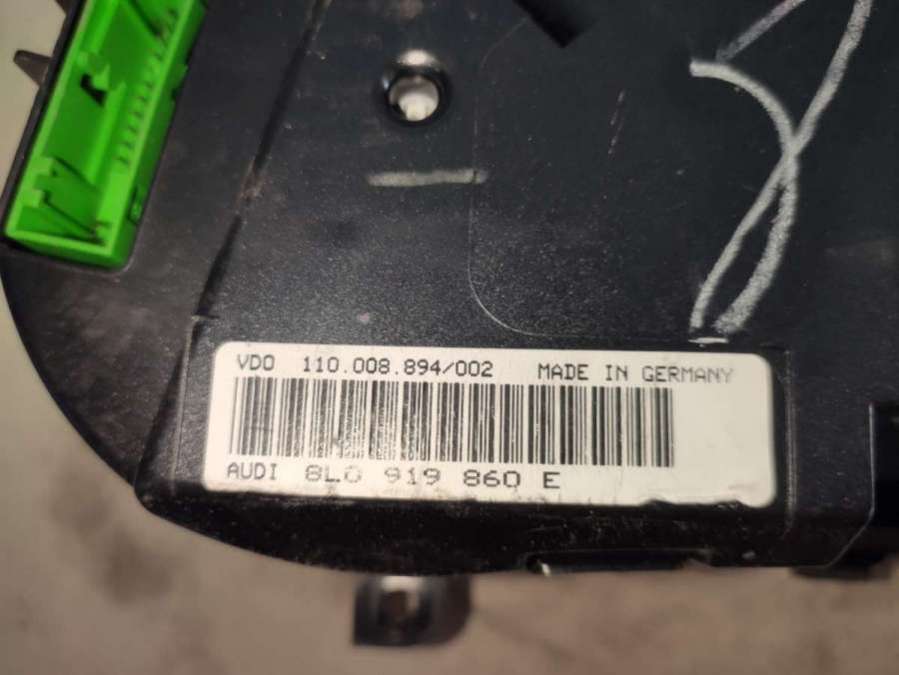 VDO 110.008.894/002 MADE IN GERMANY
AUDI 8L0 919 860 E